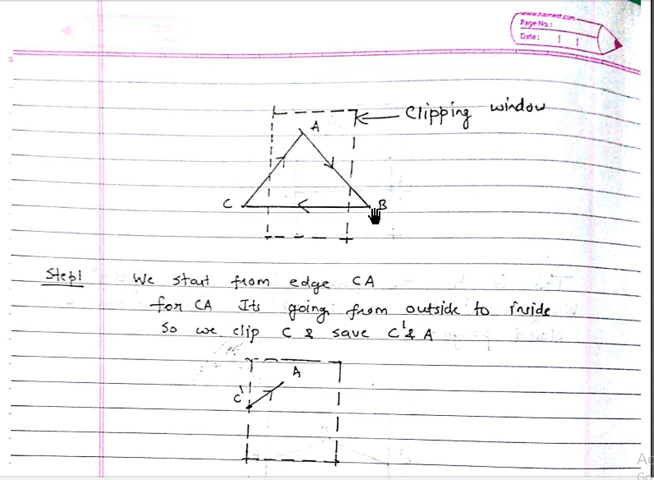 Page No.:
Date:
Clipping window
A
C
B
Step1
We start from edge CA
for CA Its going from outside to inside
So we clip C & save C'& A
A
C'